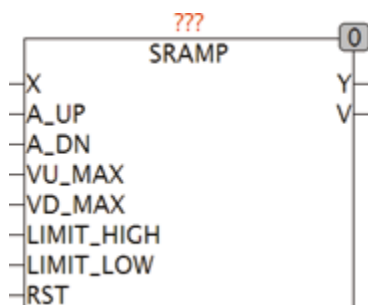 ???
0
SRAMP
X Y
A_UP V
A_DN
VU_MAX
VD_MAX
LIMIT_HIGH
LIMIT_LOW
RST